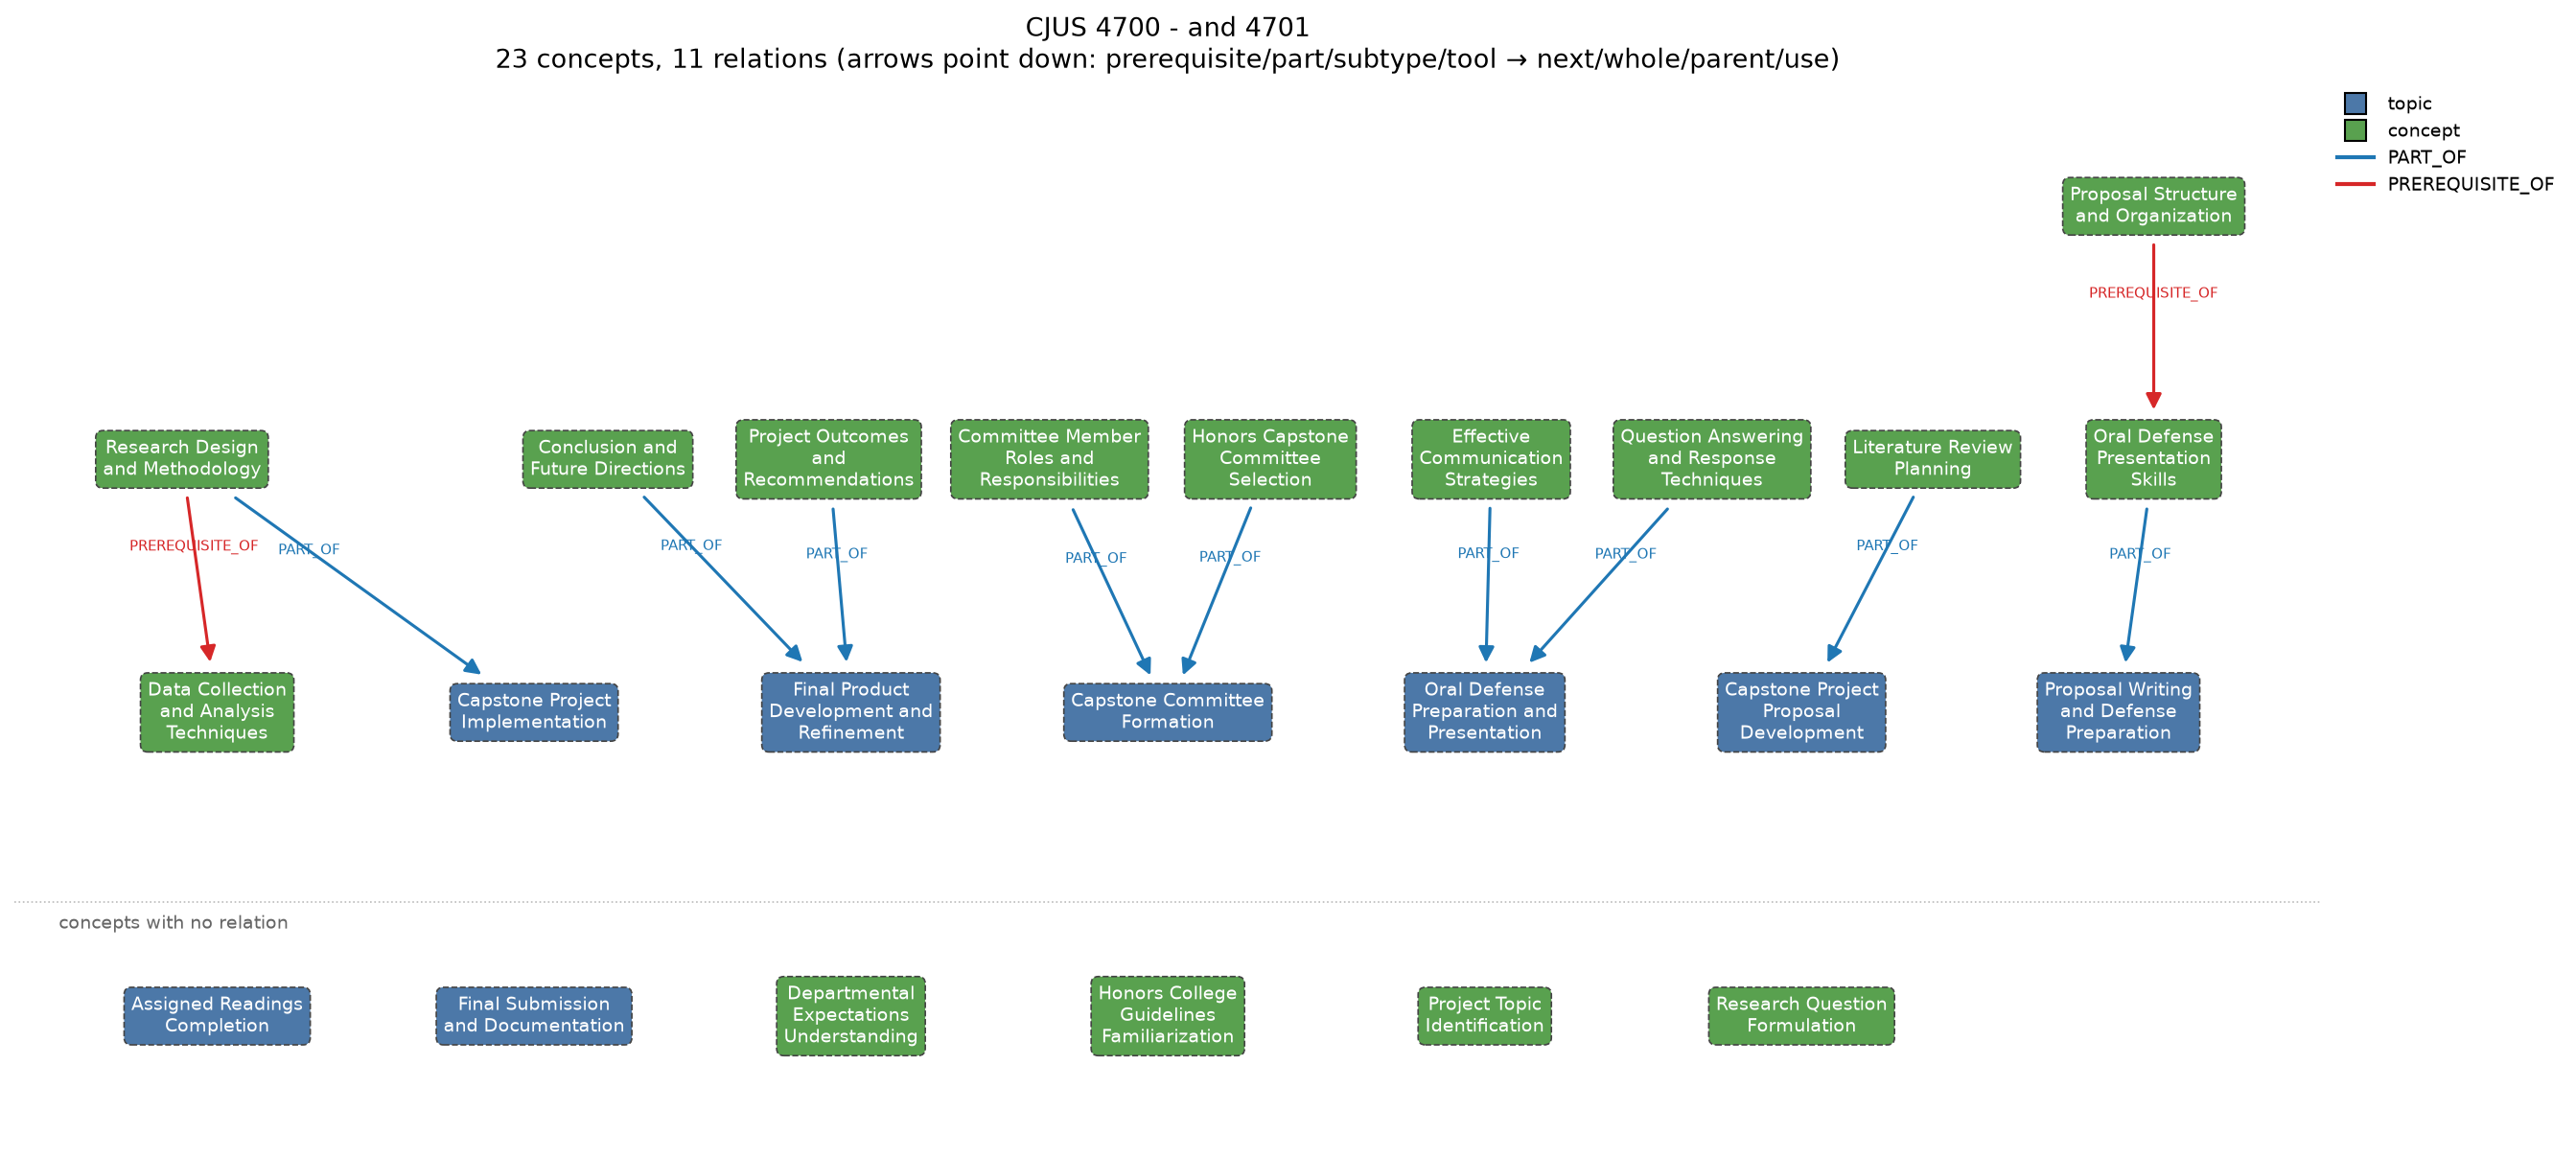 CJUS 4700 - and 4701
23 concepts, 11 relations (arrows point down: prerequisite/part/subtype/tool → next/whole/parent/use)
topic
concept
PART_OF
PREREQUISITE_OF
Proposal Structure
and Organization
PREREQUISITE_OF
Research Design
and Methodology
Conclusion and
Future Directions
Project Outcomes
and
Recommendations
Committee Member
Roles and
Responsibilities
Honors Capstone
Committee
Selection
Effective
Communication
Strategies
Question Answering
and Response
Techniques
Literature Review
Planning
Oral Defense
Presentation
Skills
PREREQUISITE_OF
PART_OF
PART_OF
PART_OF
PART_OF
PART_OF
PART_OF
PART_OF
PART_OF
PART_OF
Data Collection
and Analysis
Techniques
Capstone Project
Implementation
Final Product
Development and
Refinement
Capstone Committee
Formation
Oral Defense
Preparation and
Presentation
Capstone Project
Proposal
Development
Proposal Writing
and Defense
Preparation
concepts with no relation
Assigned Readings
Completion
Final Submission
and Documentation
Departmental
Expectations
Understanding
Honors College
Guidelines
Familiarization
Project Topic
Identification
Research Question
Formulation